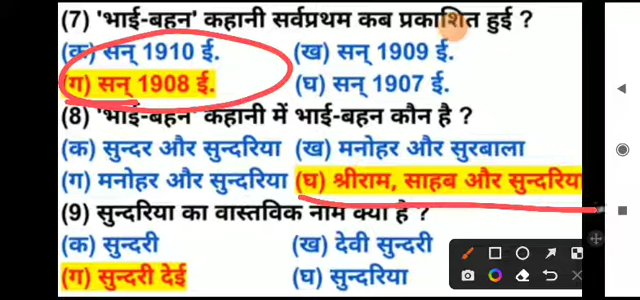 (7) 'भाई-बहन' कहानी सर्वप्रथम कब प्रकाशित हुई ?
(क) सन् 1910 ई. (ख) सन् 1909 ई.
(ग) सन् 1908 ई. (घ) सन् 1907 ई.
(8) 'भाई-बहन' कहानी में भाई-बहन कौन है ?
(क) सुन्दर और सुन्दरिया (ख) मनोहर और सुरबाला
(ग) मनोहर और सुन्दरिया (घ) श्रीराम, साहब और सुन्दरिया
(9) सुन्दरिया का वास्तविक नाम क्या है ?
(क) सुन्दरी (ख) देवी सुन्दरी
(ग) सुन्दरी देई (घ) सुन्दरिया